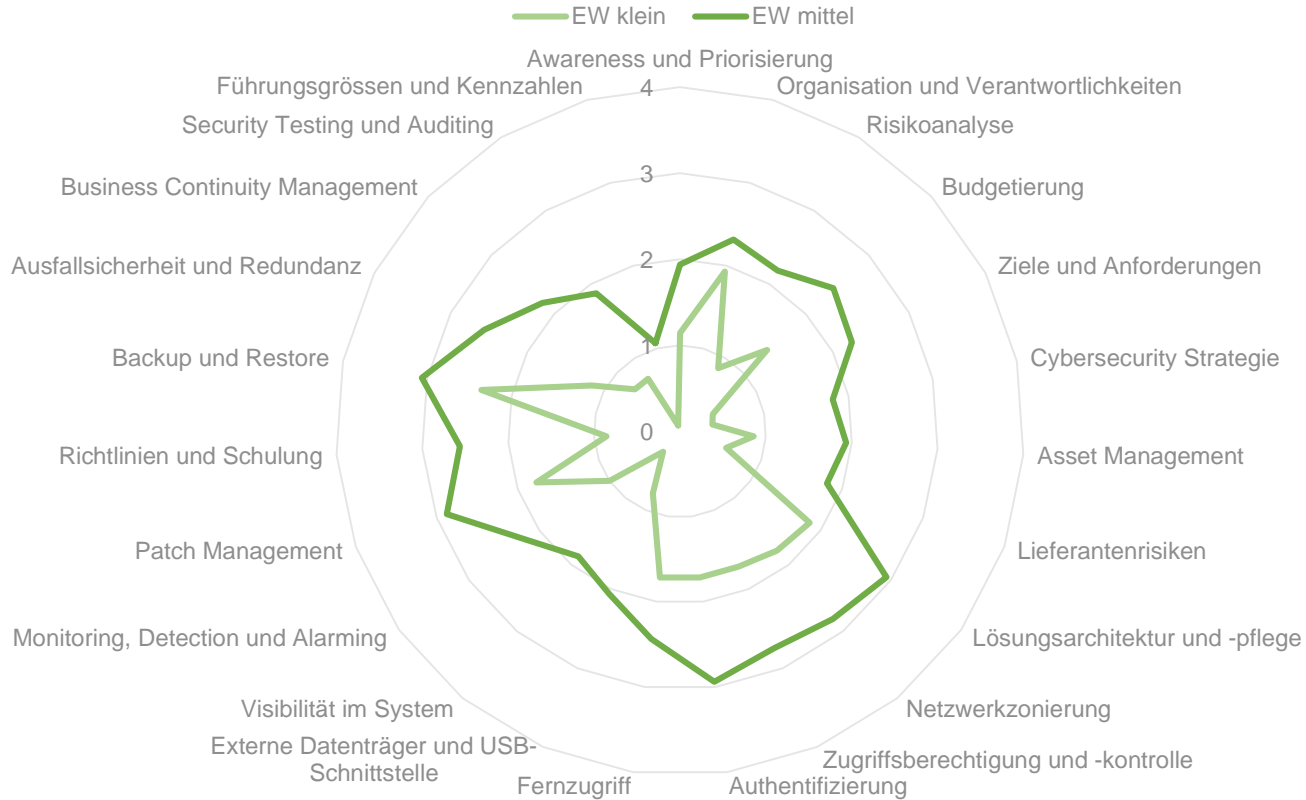 EW klein
EW mittel
Awareness und Priorisierung
Führungsgrössen und Kennzahlen
4
Organisation und Verantwortlichkeiten
Security Testing und Auditing
Risikoanalyse
3
Business Continuity Management
Budgetierung
Ausfallsicherheit und Redundanz
2
Ziele und Anforderungen
Backup und Restore
1
Cybersecurity Strategie
Richtlinien und Schulung
0
Asset Management
Patch Management
Lieferantenrisiken
Monitoring, Detection und Alarming
Lösungsarchitektur und -pflege
Visibilität im System
Netzwerkzonierung
Externe Datenträger und USB-
Schnittstelle
Zugriffsberechtigung und -kontrolle
Fernzugriff
Authentifizierung